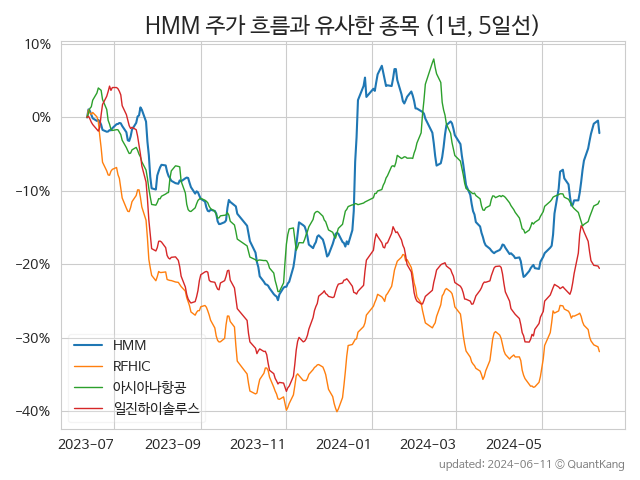 HMM 주가 흐름과 유사한 종목 (1년, 5일선)
10%
0%
−10%
−20%
−30%
−40%
HMM
RFHIC
아시아나항공
일진하이솔루스
2023-07
2023-09
2023-11
2024-01
2024-03
2024-05
updated: 2024-06-11 © QuantKang